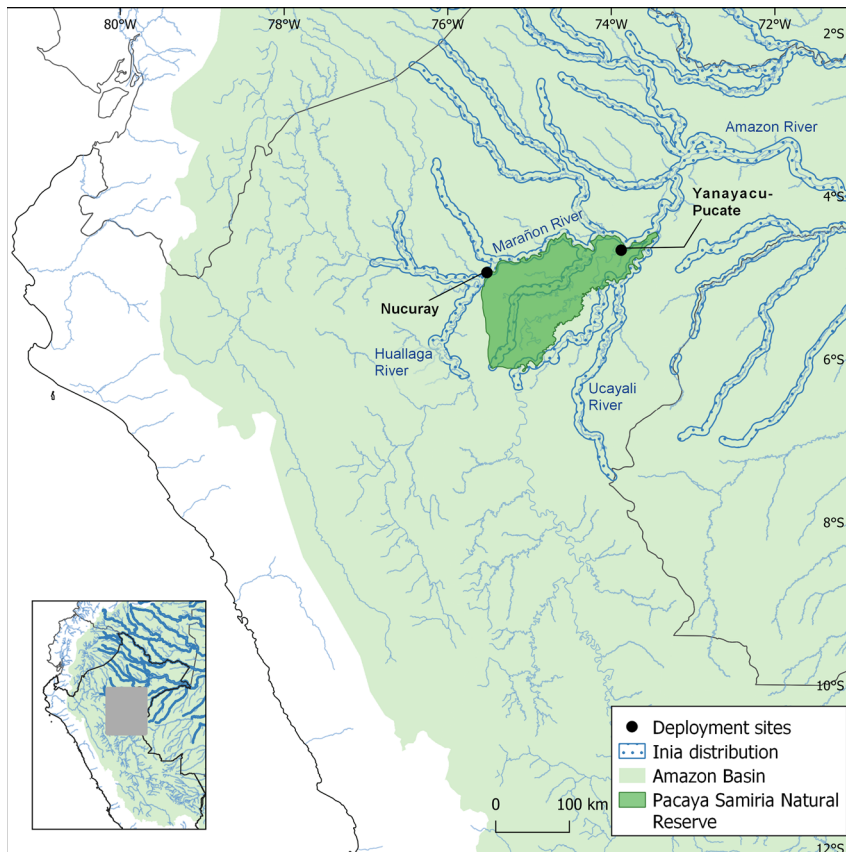 80°W 78°W 76°W 74°W 72°W
2°S
Amazon River
4°S
Yanayacu-
Pucate
Marañon River
Nucuray
Huallaga
River
6°S
Ucayali
River
8°S
10°S
Deployment sites
Inia distribution
Amazon Basin
Pacaya Samiria Natural
Reserve
0 100 km
12°S